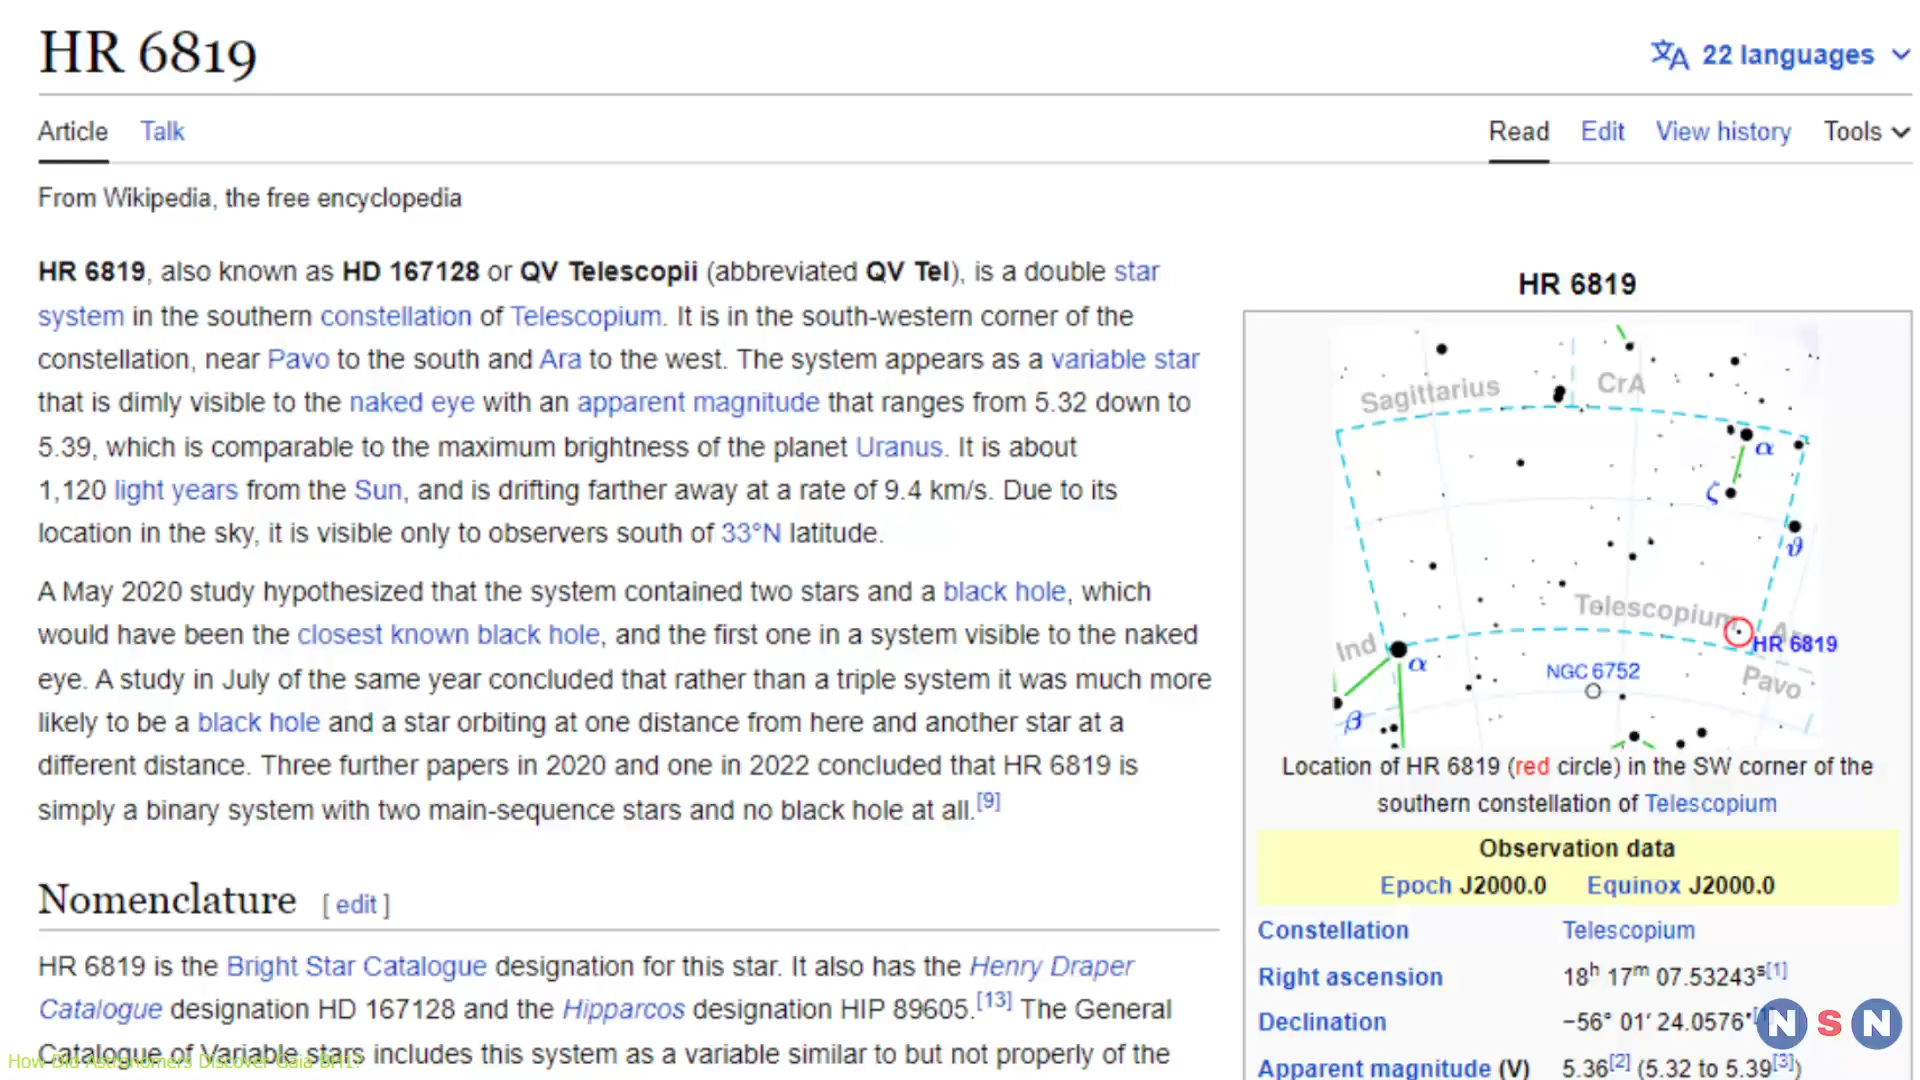 HR 6819
22 languages
Article Talk Read Edit View history Tools
From Wikipedia, the free encyclopedia
HR 6819, also known as HD 167128 or QV Telescopii (abbreviated QV Tel), is a double star
system in the southern constellation of Telescopium. It is in the south-western corner of the
constellation, near Pavo to the south and Ara to the west. The system appears as a variable star
that is dimly visible to the naked eye with an apparent magnitude that ranges from 5.32 down to
5.39, which is comparable to the maximum brightness of the planet Uranus. It is about
1,120 light years from the Sun, and is drifting farther away at a rate of 9.4 km/s. Due to its
location in the sky, it is visible only to observers south of 33°N latitude.
A May 2020 study hypothesized that the system contained two stars and a black hole, which
would have been the closest known black hole, and the first one in a system visible to the naked
eye. A study in July of the same year concluded that rather than a triple system it was much more
likely to be a black hole and a star orbiting at one distance from here and another star at a
different distance. Three further papers in 2020 and one in 2022 concluded that HR 6819 is
simply a binary system with two main-sequence stars and no black hole at all.[9]
Nomenclature [ edit ]
HR 6819 is the Bright Star Catalogue designation for this star. It also has the Henry Draper
Catalogue designation HD 167128 and the Hipparcos designation HIP 89605.[13] The General
Catalogue of Variable stars includes this system as a variable similar to but not properly of the
How Did Astronomers Discover Gaia BH1?
HR 6819
Sagittarius CrA
α
ζ
ϑ
Telescopium
HR 6819
Ind
α
NGC 6752
Pavo
β
Location of HR 6819 (red circle) in the SW corner of the
southern constellation of Telescopium
Observation data
Epoch J2000.0 Equinox J2000.0
Constellation Telescopium
Right ascension 18h 17m 07.53243s[1]
Declination −56° 01′ 24.0576″
Apparent magnitude (V) 5.36[2] (5.32 to 5.39[3])
N S N